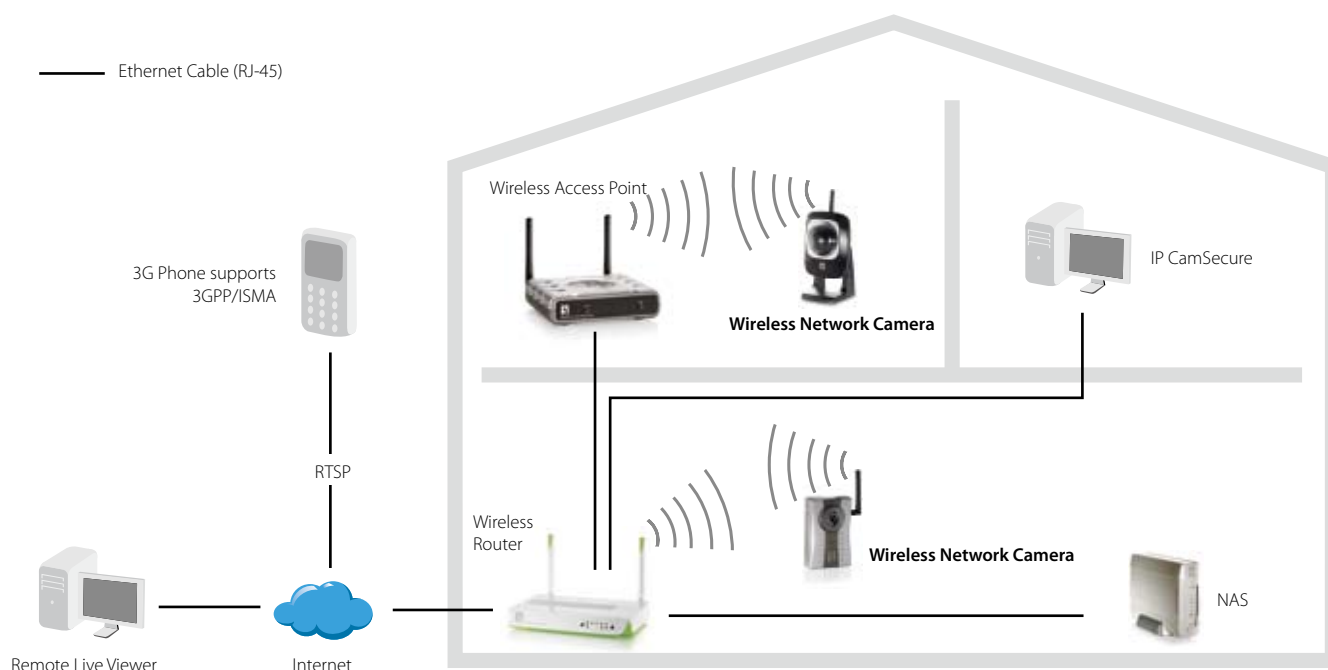 Ethernet Cable (RJ-45)
Wireless Access Point
3G Phone supports
3GPP/ISMA
IP CamSecure
Wireless Network Camera
RTSP
Wireless
Router
Wireless Network Camera
NAS
Remote Live Viewer
Internet